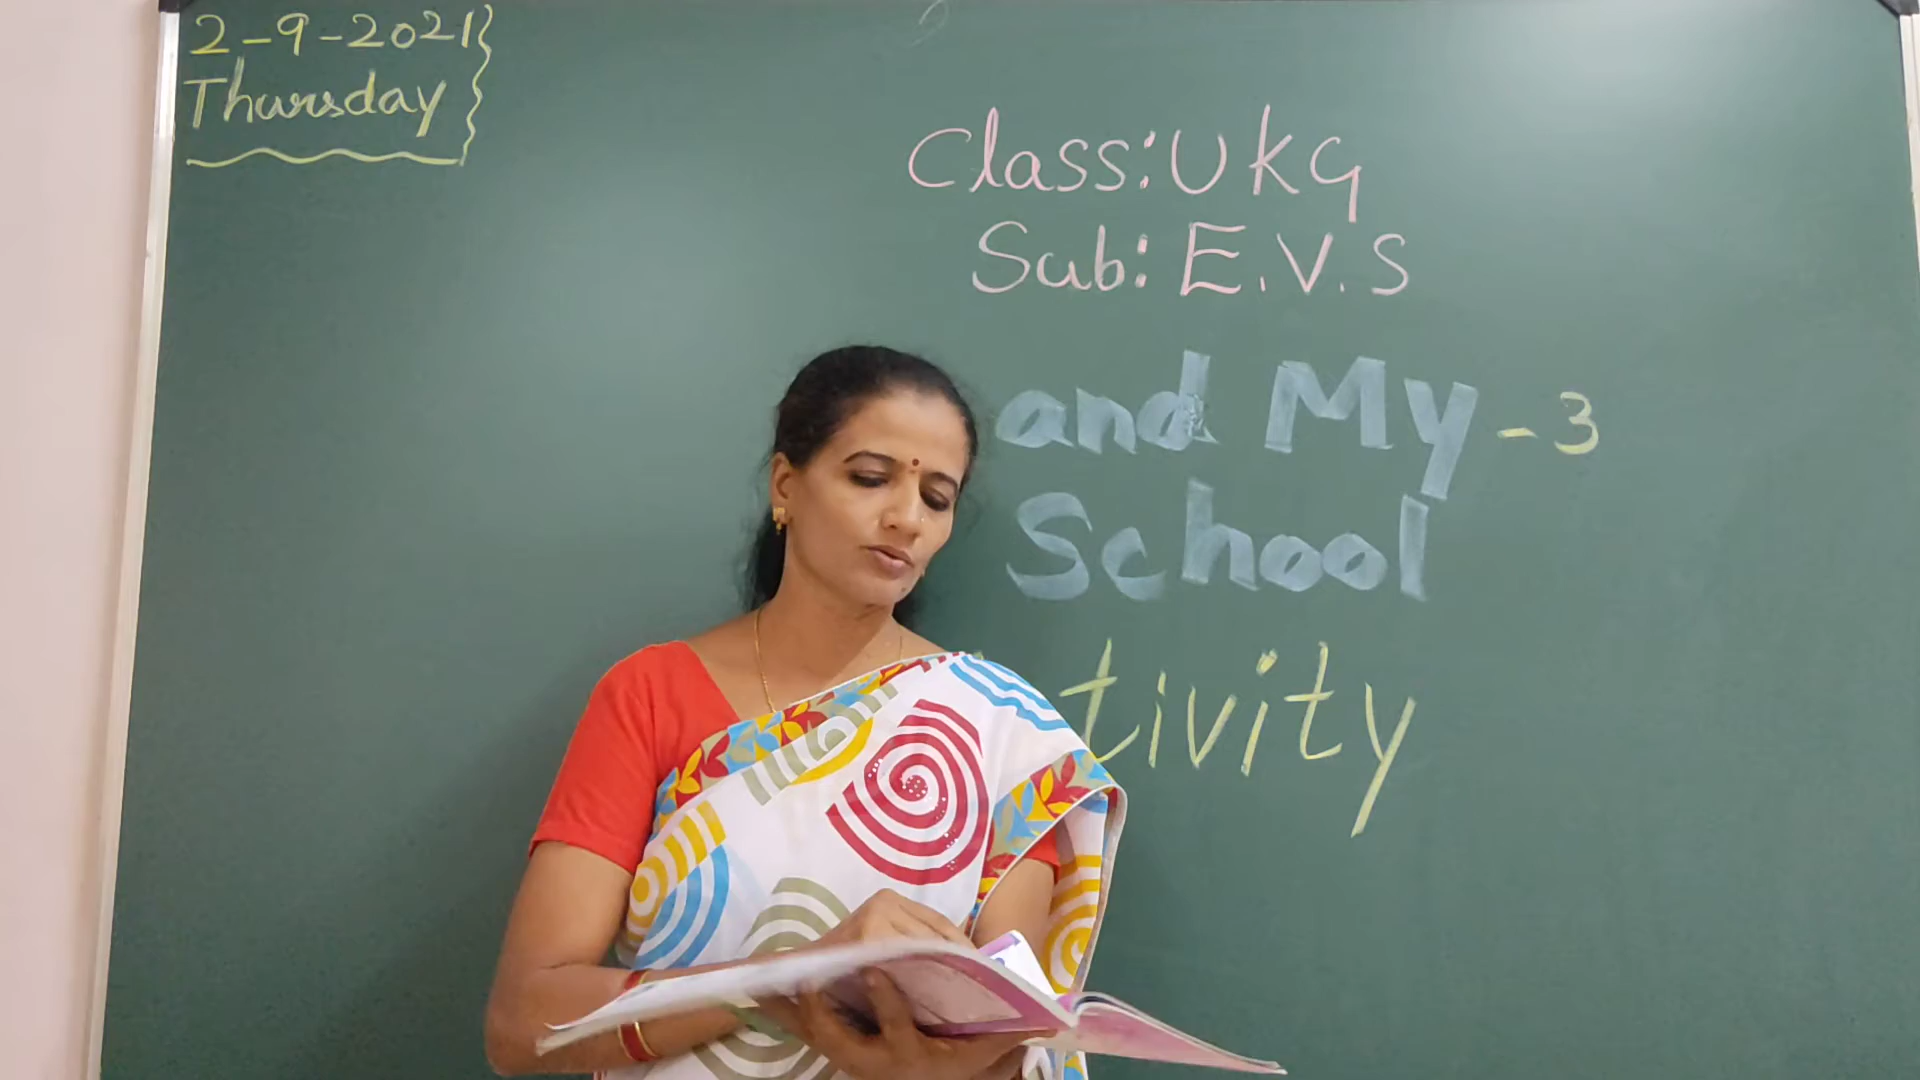 2-9-2021
Thursday
Class: UKG
Sub: E.V.S
and My - 3
School
tivity